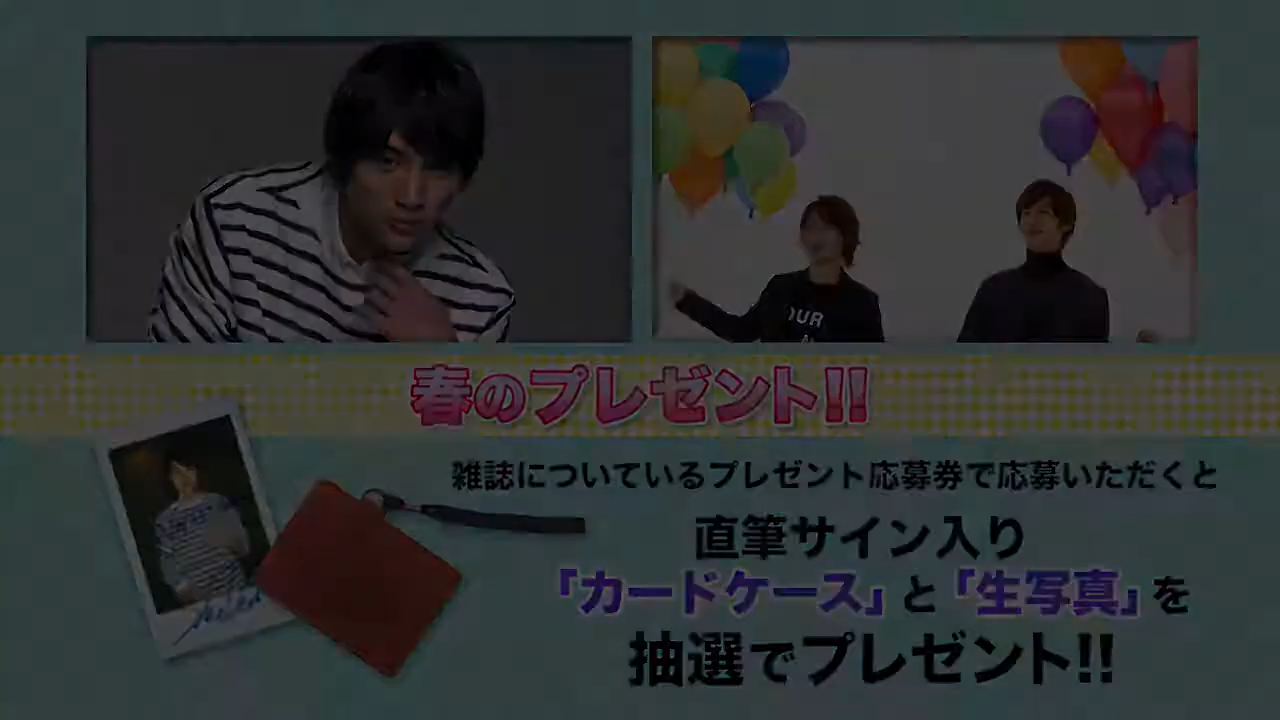 OUR
春のプレゼント!!
雑誌についているプレゼント応募券で応募いただくと
直筆サイン入り
「カードケース」と「生写真」を
抽選でプレゼント!!